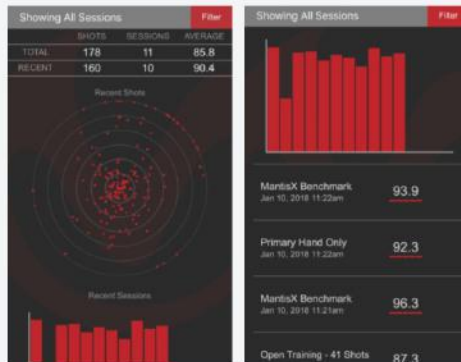 Showing All Sessions Filter
SHOTS SESSIONS AVERAGE
TOTAL 178 11 85.8
RECENT 160 10 90.4
Recent Shots
Recent Sessions
Showing All Sessions Filter
MantisX Benchmark 93.9
Jan 10, 2018 11:22am
Primary Hand Only 92.3
Jan 10, 2018 11:22am
MantisX Benchmark 96.3
Jan 10, 2018 11:21am
Open Training - 41 Shots 87.3